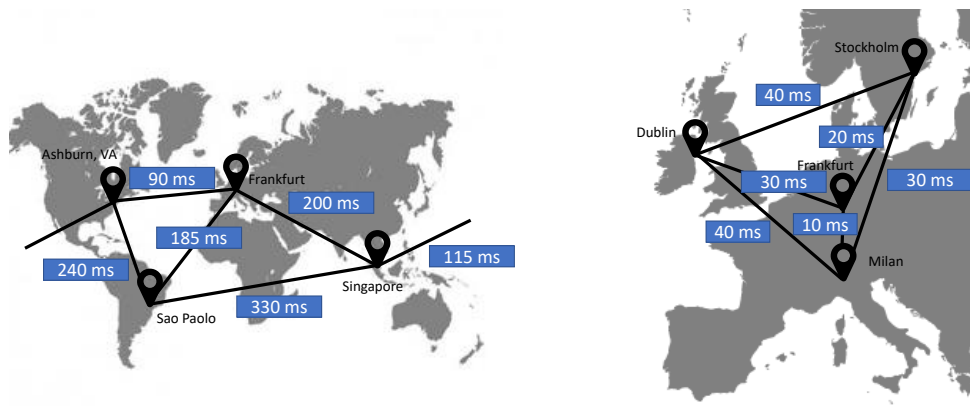 Ashburn, VA
90 ms
Frankfurt
200 ms
185 ms
240 ms
115 ms
Singapore
330 ms
Sao Paolo
Stockholm
40 ms
Dublin
20 ms
Frankfurt
30 ms
30 ms
10 ms
40 ms
Milan